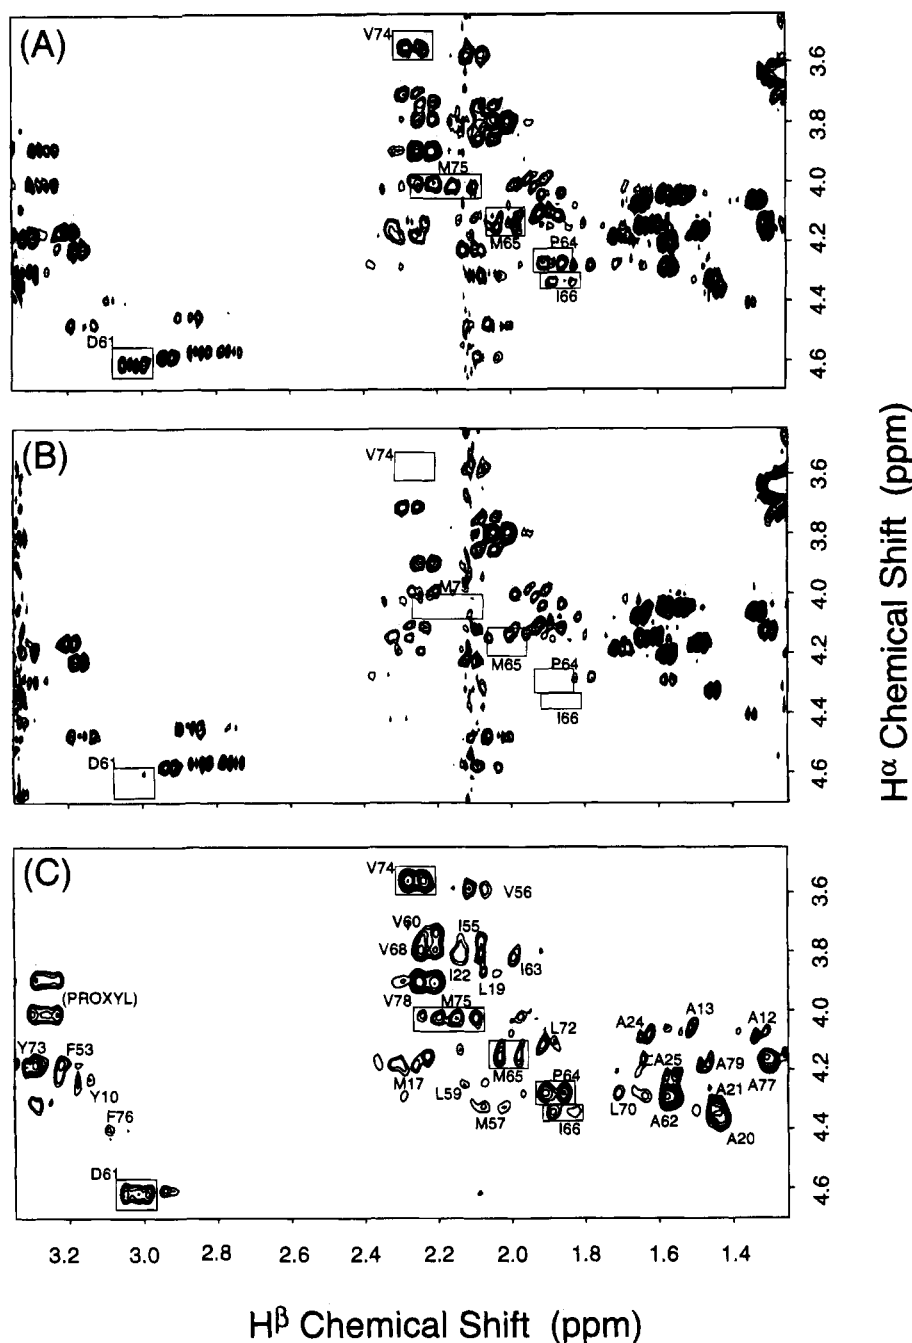 (A)
V74
3.6
3.8
M75
4.0
M65
P64
4.2
I66
4.4
D61
4.6
(B)
V74
3.6
3.8
M75
4.0
M65
P64
4.2
I66
4.4
D61
4.6
Hα Chemical Shift (ppm)
(C)
V74
3.6
V56
V60
I55
V68
3.8
I22
I63
L19
(PROXYL)
V78
M75
4.0
A24
A13
A12
L72
Y73
F53
M65
CA25
A79
4.2
M17
L59
P64
A21
A77
Y10
M57
I66
L70
A62
F76
A20
4.4
D61
4.6
3.2
3.0
2.8
2.6
2.4
2.2
2.0
1.8
1.6
1.4
Hβ Chemical Shift (ppm)